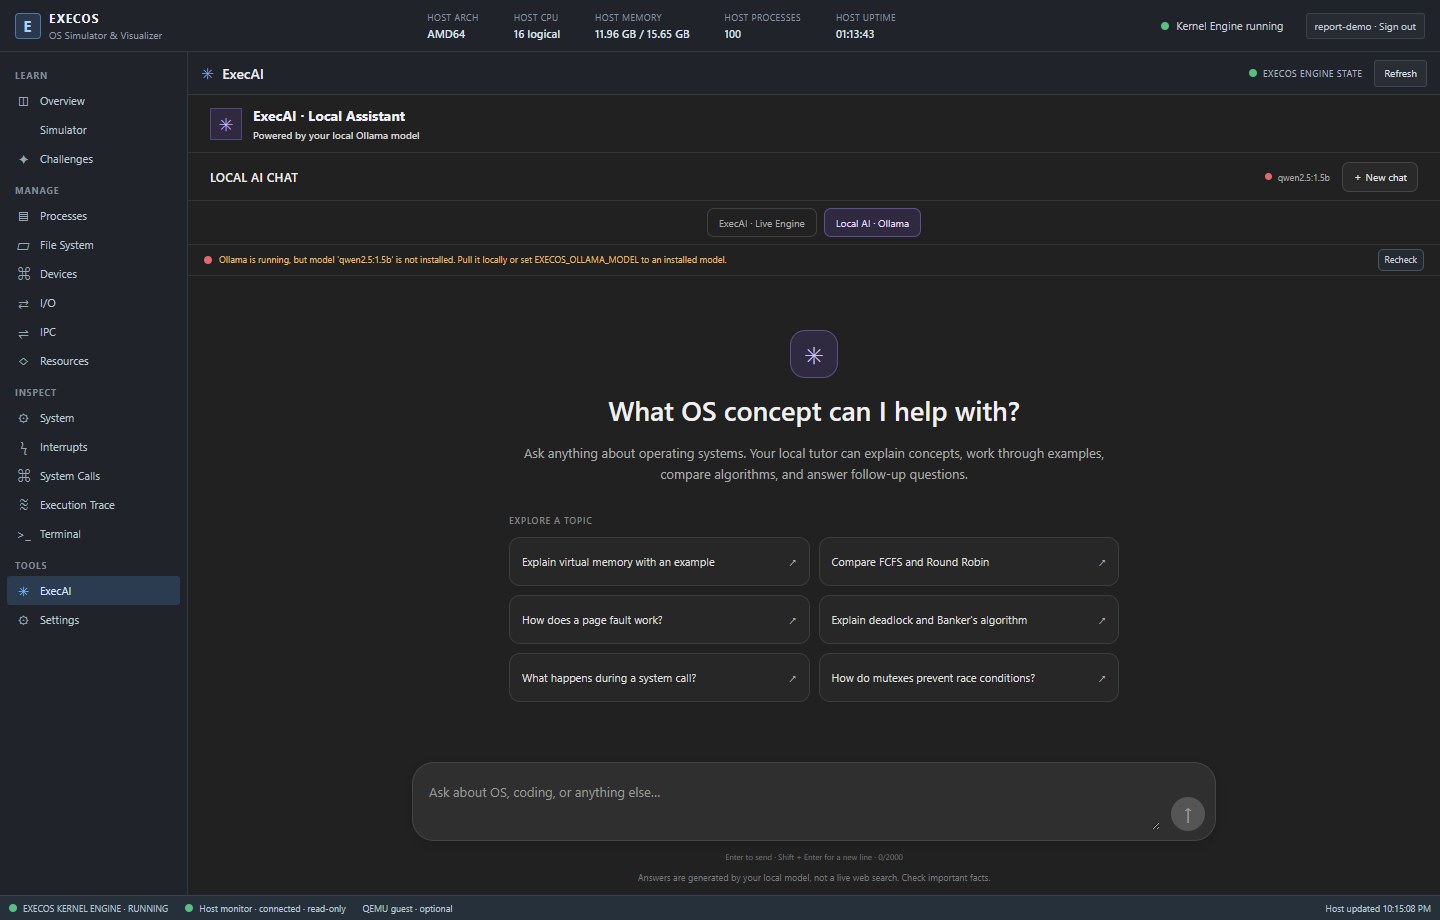 E
EXECOS
OS Simulator & Visualizer
HOST ARCH
AMD64
HOST CPU
16 logical
HOST MEMORY
11.96 GB / 15.65 GB
HOST PROCESSES
100
HOST UPTIME
01:13:43
Kernel Engine running
report-demo · Sign out
LEARN
Overview
Simulator
Challenges
MANAGE
Processes
File System
Devices
I/O
IPC
Resources
INSPECT
System
Interrupts
System Calls
Execution Trace
>_ Terminal
TOOLS
ExecAI
Settings
ExecAI
EXECOS ENGINE STATE
Refresh
ExecAI · Local Assistant
Powered by your local Ollama model
LOCAL AI CHAT
qwen2.5:1.5b
+ New chat
ExecAI · Live Engine
Local AI · Ollama
Ollama is running, but model 'qwen2.5:1.5b' is not installed. Pull it locally or set EXECOS_OLLAMA_MODEL to an installed model.
Recheck
What OS concept can I help with?
Ask anything about operating systems. Your local tutor can explain concepts, work through examples,
compare algorithms, and answer follow-up questions.
EXPLORE A TOPIC
Explain virtual memory with an example ↗
Compare FCFS and Round Robin ↗
How does a page fault work? ↗
Explain deadlock and Banker's algorithm ↗
What happens during a system call? ↗
How do mutexes prevent race conditions? ↗
Ask about OS, coding, or anything else...
↑
Enter to send · Shift + Enter for a new line · 0/2000
Answers are generated by your local model, not a live web search. Check important facts.
EXECOS KERNEL ENGINE · RUNNING
Host monitor · connected · read-only
QEMU guest · optional
Host updated 10:15:08 PM